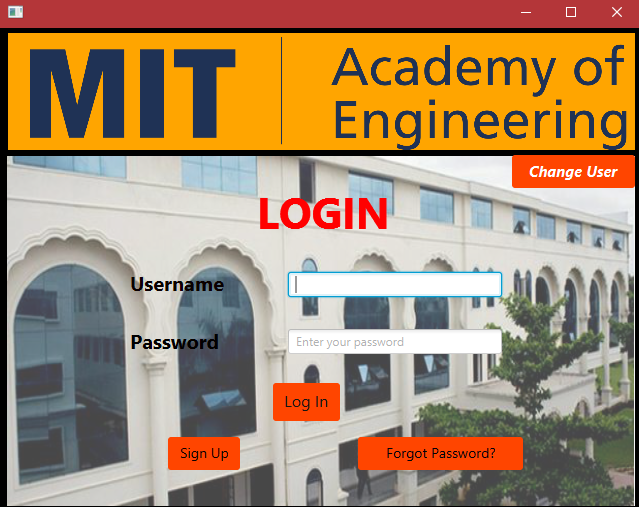 MIT
Academy of
Engineering
Change User
LOGIN
Username
Password
Enter your password
Log In
Sign Up
Forgot Password?